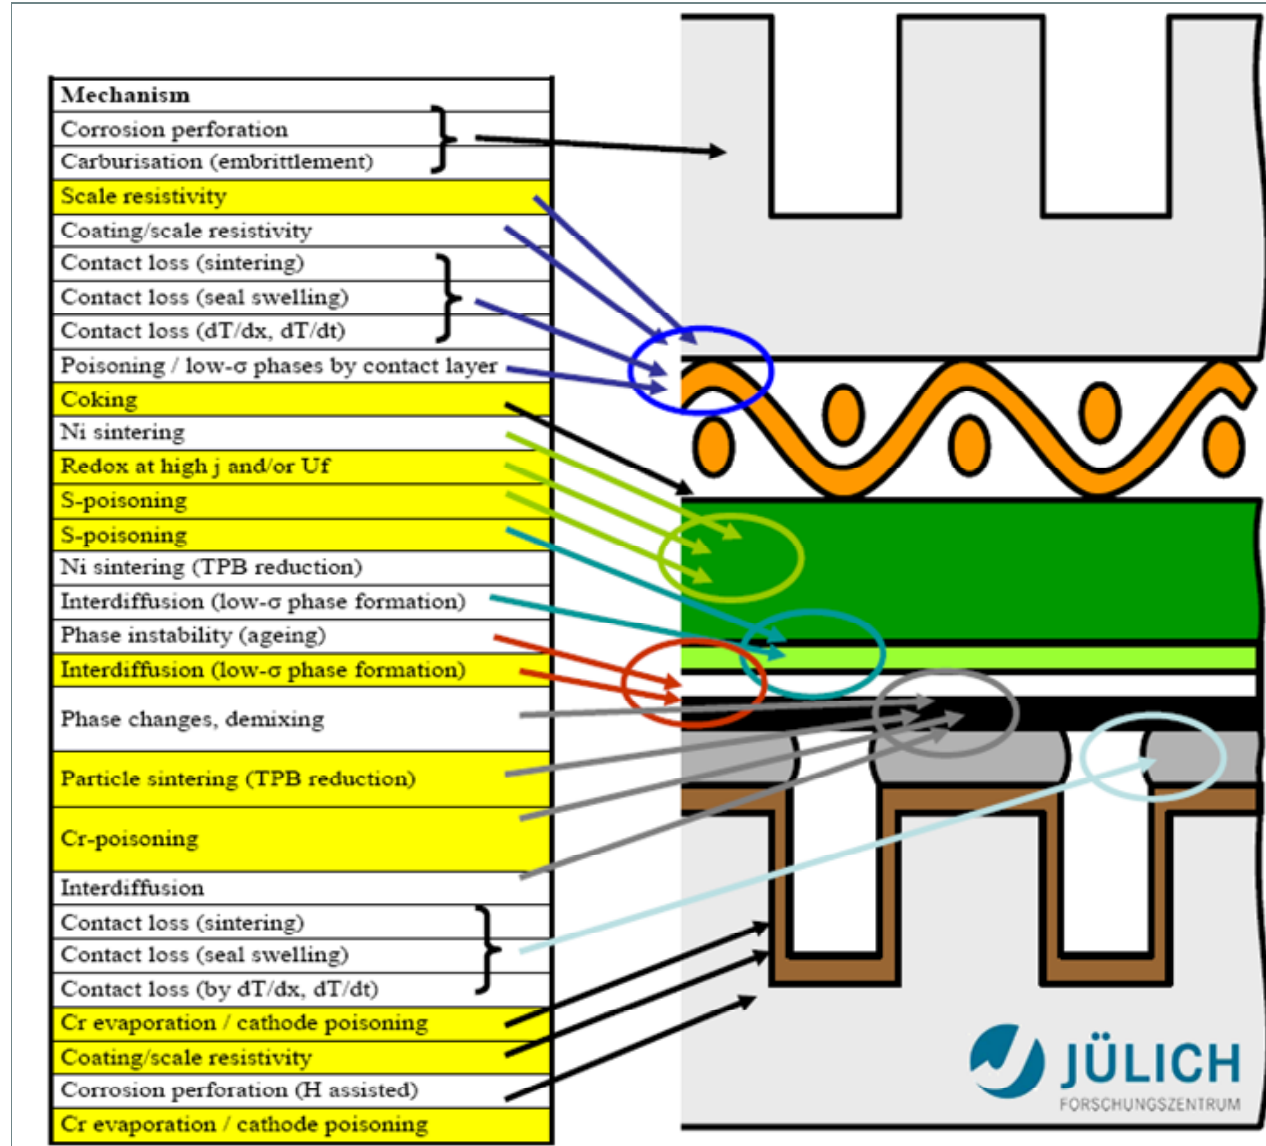 Mechanism
Corrosion perforation
Carburisation (embrittlement)
Scale resistivity
Coating/scale resistivity
Contact loss (sintering)
Contact loss (seal swelling)
Contact loss (dT/dx, dT/dt)
Poisoning / low-σ phases by contact layer
Coking
Ni sintering
Redox at high j and/or Uf
S-poisoning
S-poisoning
Ni sintering (TPB reduction)
Interdiffusion (low-σ phase formation)
Phase instability (ageing)
Interdiffusion (low-σ phase formation)
Phase changes, demixing
Particle sintering (TPB reduction)
Cr-poisoning
Interdiffusion
Contact loss (sintering)
Contact loss (seal swelling)
Contact loss (by dT/dx, dT/dt)
Cr evaporation / cathode poisoning
Coating/scale resistivity
Corrosion perforation (H assisted)
Cr evaporation / cathode poisoning
JÜLICH
FORSCHUNGSZENTRUM